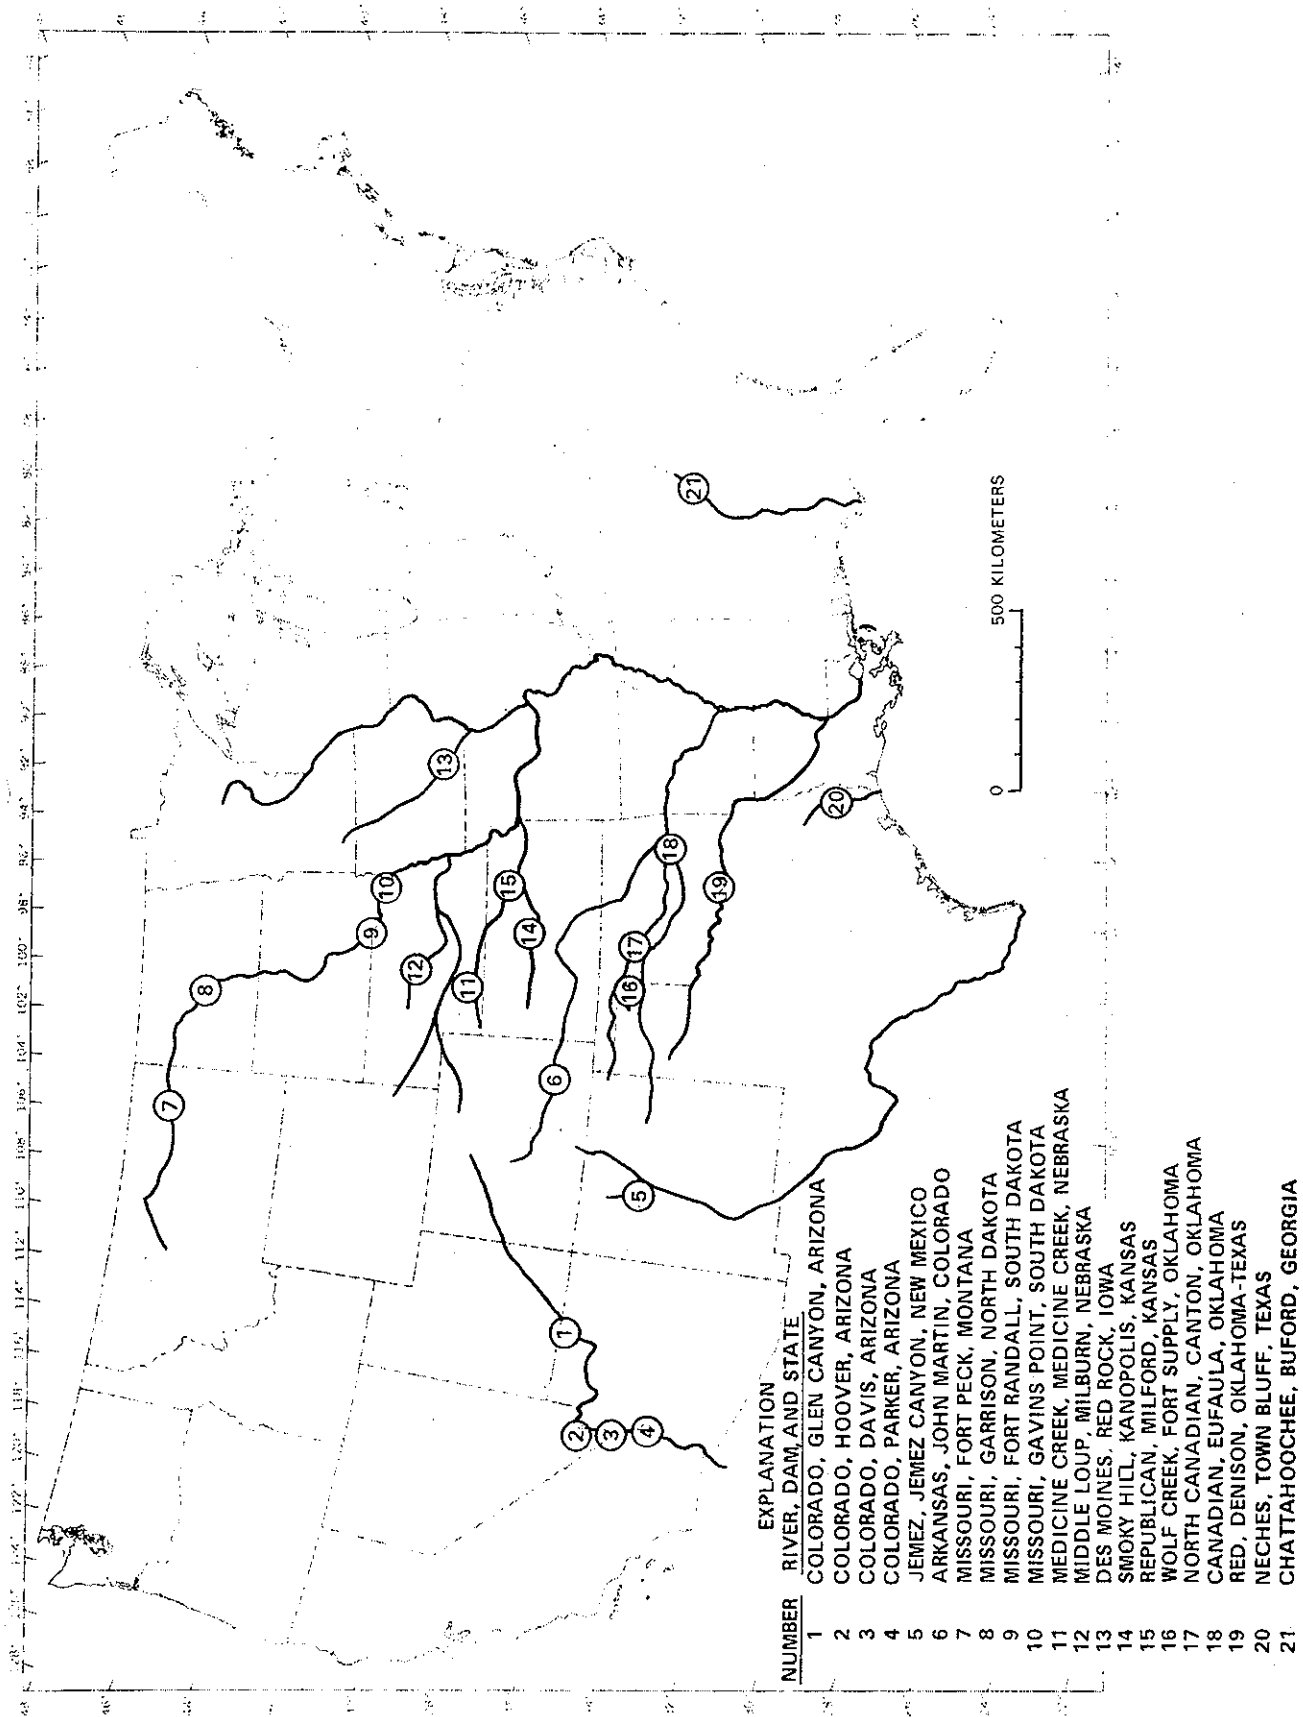 EXPLANATION
NUMBER RIVER, DAM, AND STATE
1 COLORADO, GLEN CANYON, ARIZONA
2 COLORADO, HOOVER, ARIZONA
3 COLORADO, DAVIS, ARIZONA
4 COLORADO, PARKER, ARIZONA
5 JEMEZ, JEMEZ CANYON, NEW MEXICO
6 ARKANSAS, JOHN MARTIN, COLORADO
7 MISSOURI, FORT PECK, MONTANA
8 MISSOURI, GARRISON, NORTH DAKOTA
9 MISSOURI, FORT RANDALL, SOUTH DAKOTA
10 MISSOURI, GAVINS POINT, SOUTH DAKOTA
11 MEDICINE CREEK, MEDICINE CREEK, NEBRASKA
12 MIDDLE LOUP, MILBURN, NEBRASKA
13 DES MOINES, RED ROCK, IOWA
14 SMOKY HILL, KANOPOLIS, KANSAS
15 REPUBLICAN, MILFORD, KANSAS
16 WOLF CREEK, FORT SUPPLY, OKLAHOMA
17 NORTH CANADIAN, CANTON, OKLAHOMA
18 CANADIAN, EUFAULA, OKLAHOMA
19 RED, DENISON, OKLAHOMA-TEXAS
20 NECHES, TOWN BLUFF, TEXAS
21 CHATTAHOOCHEE, BUFORD, GEORGIA
0 500 KILOMETERS
1
2
3
4
5
6
7
8
9
10
11
12
13
14
15
16
17
18
19
20
21